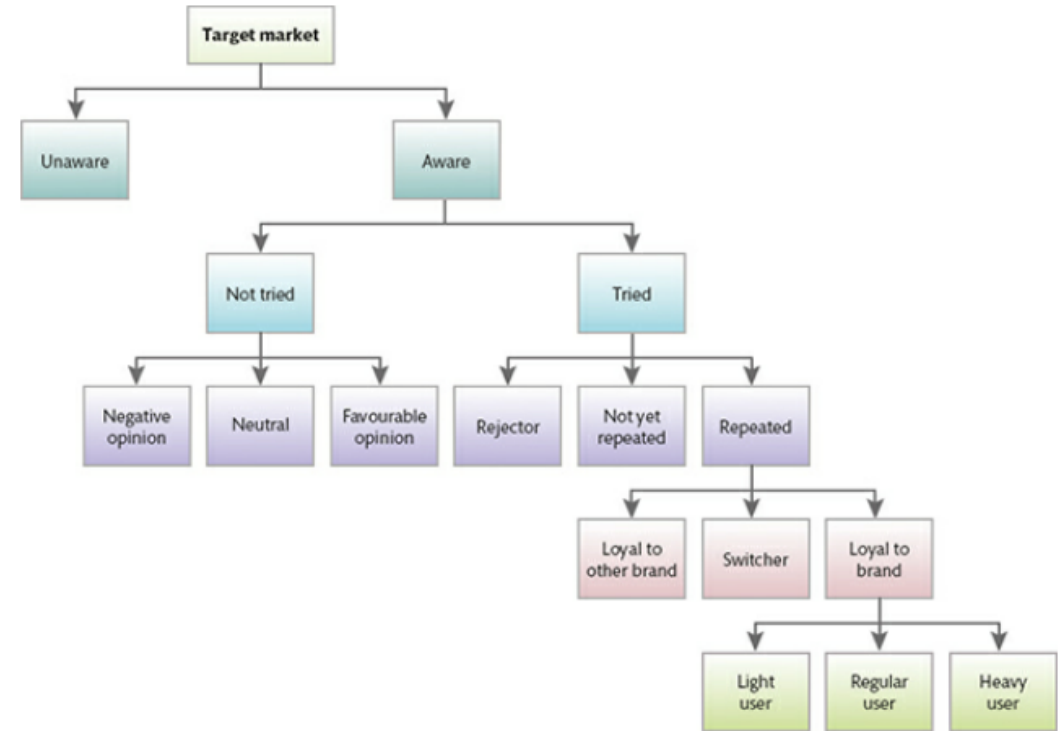 Target market
Unaware
Aware
Not tried
Tried
Negative
opinion
Neutral
Favourable
opinion
Rejector
Not yet
repeated
Repeated
Loyal to
other brand
Switcher
Loyal to
brand
Light
user
Regular
user
Heavy
user